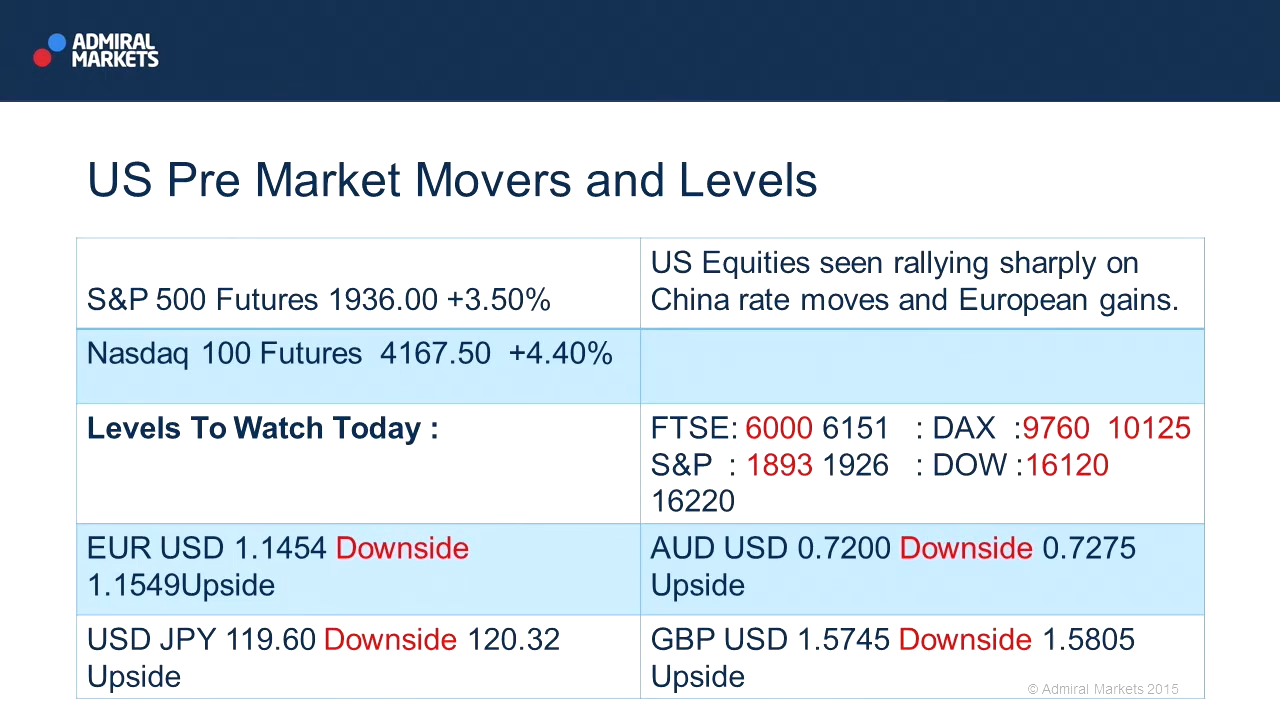 ADMIRAL
MARKETS
US Pre Market Movers and Levels
S&P 500 Futures 1936.00 +3.50%
US Equities seen rallying sharply on
China rate moves and European gains.
Nasdaq 100 Futures 4167.50 +4.40%
Levels To Watch Today :
FTSE: 6000 6151 : DAX :9760 10125
S&P : 1893 1926 : DOW :16120
16220
EUR USD 1.1454 Downside
1.1549Upside
AUD USD 0.7200 Downside 0.7275
Upside
USD JPY 119.60 Downside 120.32
Upside
GBP USD 1.5745 Downside 1.5805
Upside
© Admiral Markets 2015